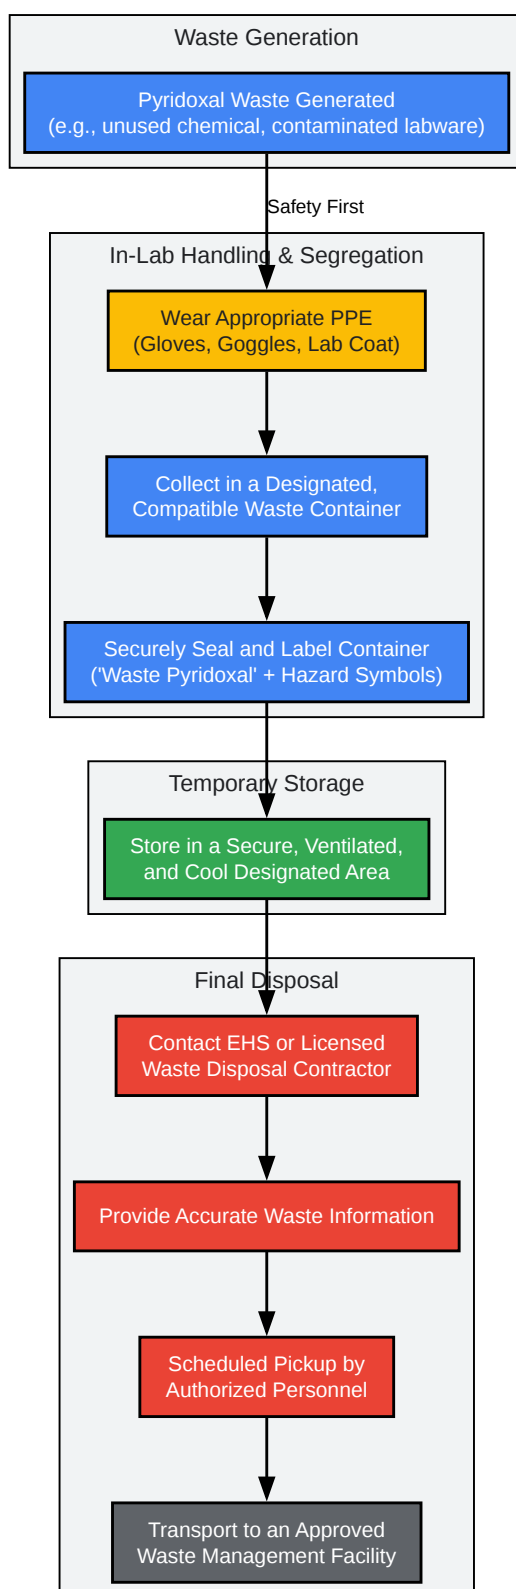 Waste Generation
Pyridoxal Waste Generated
(e.g., unused chemical, contaminated labware)
Safety First
In-Lab Handling & Segregation
Wear Appropriate PPE
(Gloves, Goggles, Lab Coat)
Collect in a Designated,
Compatible Waste Container
Securely Seal and Label Container
('Waste Pyridoxal' + Hazard Symbols)
Temporary Storage
Store in a Secure, Ventilated,
and Cool Designated Area
Final Disposal
Contact EHS or Licensed
Waste Disposal Contractor
Provide Accurate Waste Information
Scheduled Pickup by
Authorized Personnel
Transport to an Approved
Waste Management Facility